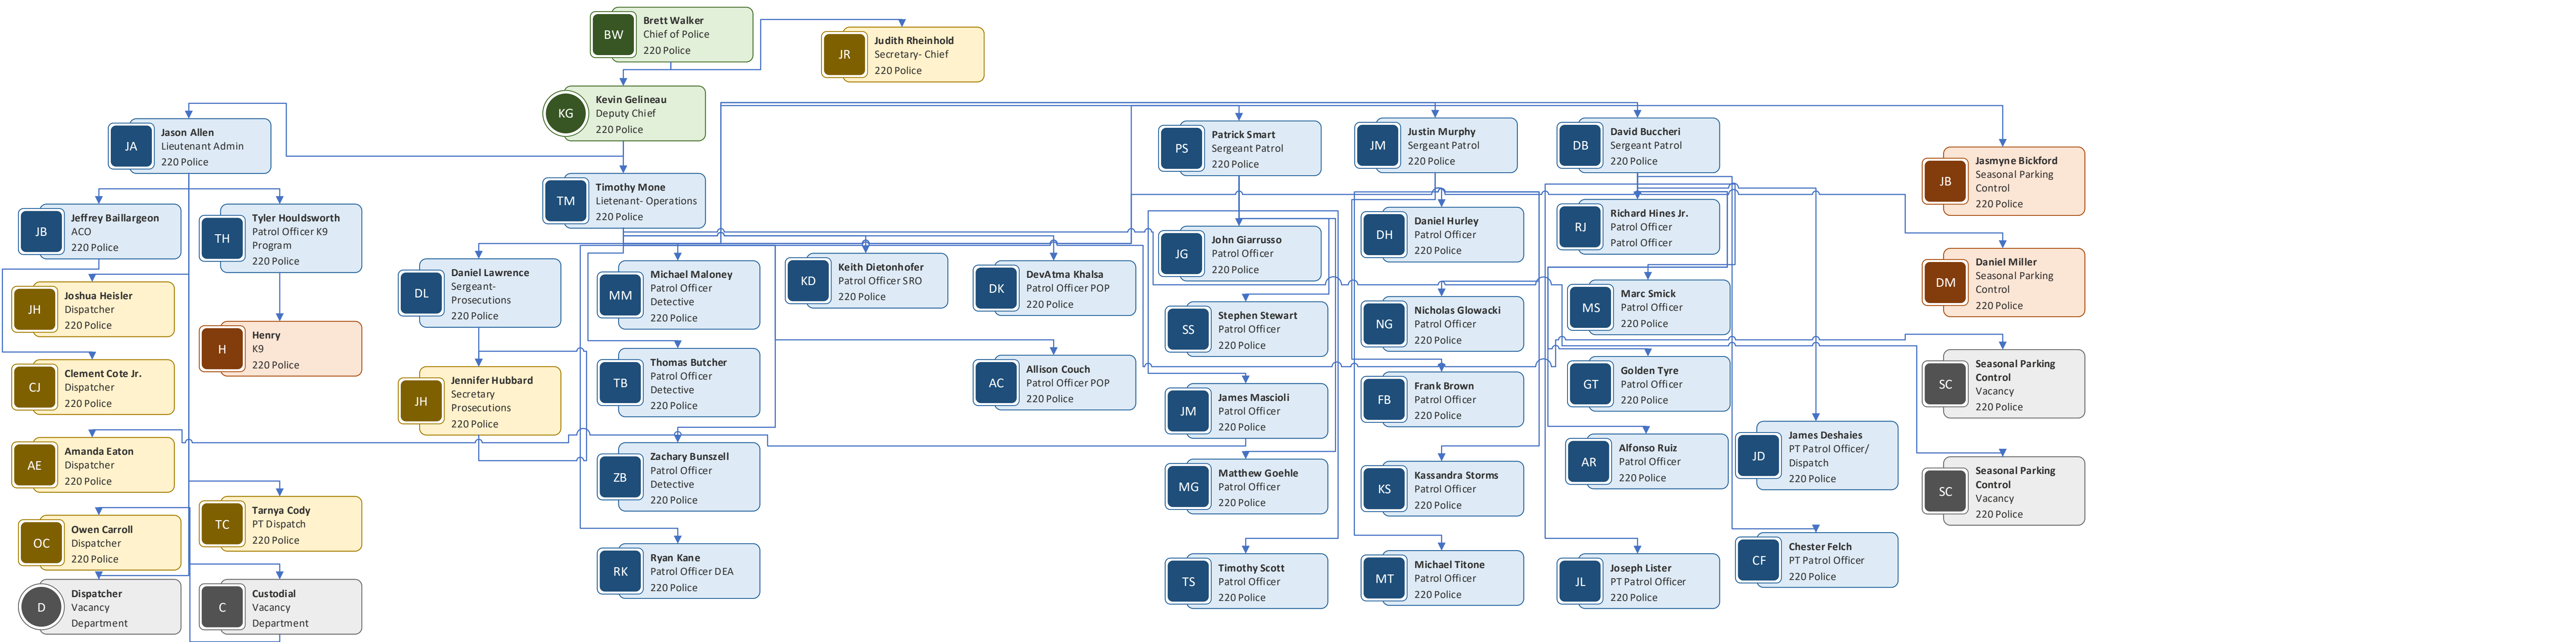 BW
Brett Walker
Chief of Police
220 Police
JR
Judith Rheinhold
Secretary- Chief
220 Police
KG
Kevin Gelineau
Deputy Chief
220 Police
JA
Jason Allen
Lieutenant Admin
220 Police
TM
Timothy Mone
Lietenant- Operations
220 Police
PS
Patrick Smart
Sergeant Patrol
220 Police
JM
Justin Murphy
Sergeant Patrol
220 Police
DB
David Buccheri
Sergeant Patrol
220 Police
JB
Jasmyne Bickford
Seasonal Parking
Control
220 Police
JB
Jeffrey Baillargeon
ACO
220 Police
TH
Tyler Houldsworth
Patrol Officer K9
Program
220 Police
JH
Joshua Heisler
Dispatcher
220 Police
H
Henry
K9
220 Police
CJ
Clement Cote Jr.
Dispatcher
220 Police
AE
Amanda Eaton
Dispatcher
220 Police
OC
Owen Carroll
Dispatcher
220 Police
TC
Tarnya Cody
PT Dispatch
220 Police
D
Dispatcher
Vacancy
Department
C
Custodial
Vacancy
Department
DL
Daniel Lawrence
Sergeant-
Prosecutions
220 Police
JH
Jennifer Hubbard
Secretary
Prosecutions
220 Police
MM
Michael Maloney
Patrol Officer
Detective
220 Police
TB
Thomas Butcher
Patrol Officer
Detective
220 Police
ZB
Zachary Bunszell
Patrol Officer
Detective
220 Police
RK
Ryan Kane
Patrol Officer DEA
220 Police
KD
Keith Dietonhofer
Patrol Officer SRO
220 Police
DK
DevAtma Khalsa
Patrol Officer POP
220 Police
AC
Allison Couch
Patrol Officer POP
220 Police
JG
John Giarrusso
Patrol Officer
220 Police
SS
Stephen Stewart
Patrol Officer
220 Police
JM
James Mascioli
Patrol Officer
220 Police
MG
Matthew Goehle
Patrol Officer
220 Police
TS
Timothy Scott
Patrol Officer
220 Police
DH
Daniel Hurley
Patrol Officer
220 Police
NG
Nicholas Glowacki
Patrol Officer
220 Police
FB
Frank Brown
Patrol Officer
220 Police
KS
Kassandra Storms
Patrol Officer
220 Police
MT
Michael Titone
Patrol Officer
220 Police
RJ
Richard Hines Jr.
Patrol Officer
Patrol Officer
MS
Marc Smick
Patrol Officer
220 Police
GT
Golden Tyre
Patrol Officer
220 Police
AR
Alfonso Ruiz
Patrol Officer
220 Police
JL
Joseph Lister
PT Patrol Officer
220 Police
JD
James Deshaies
PT Patrol Officer/
Dispatch
220 Police
CF
Chester Felch
PT Patrol Officer
220 Police
DM
Daniel Miller
Seasonal Parking
Control
220 Police
SC
Seasonal Parking
Control
Vacancy
220 Police
SC
Seasonal Parking
Control
Vacancy
220 Police